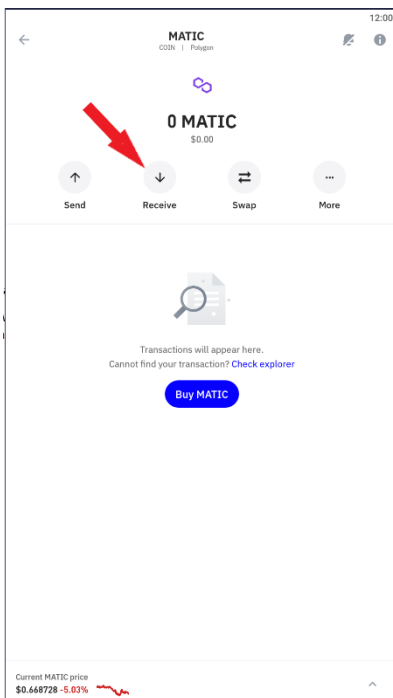 12:00
MATIC
COIN | Polygon
0 MATIC
$0.00
Send Receive Swap More
Transactions will appear here.
Cannot find your transaction? Check explorer
Buy MATIC
Current MATIC price
$0.668728 -5.03%